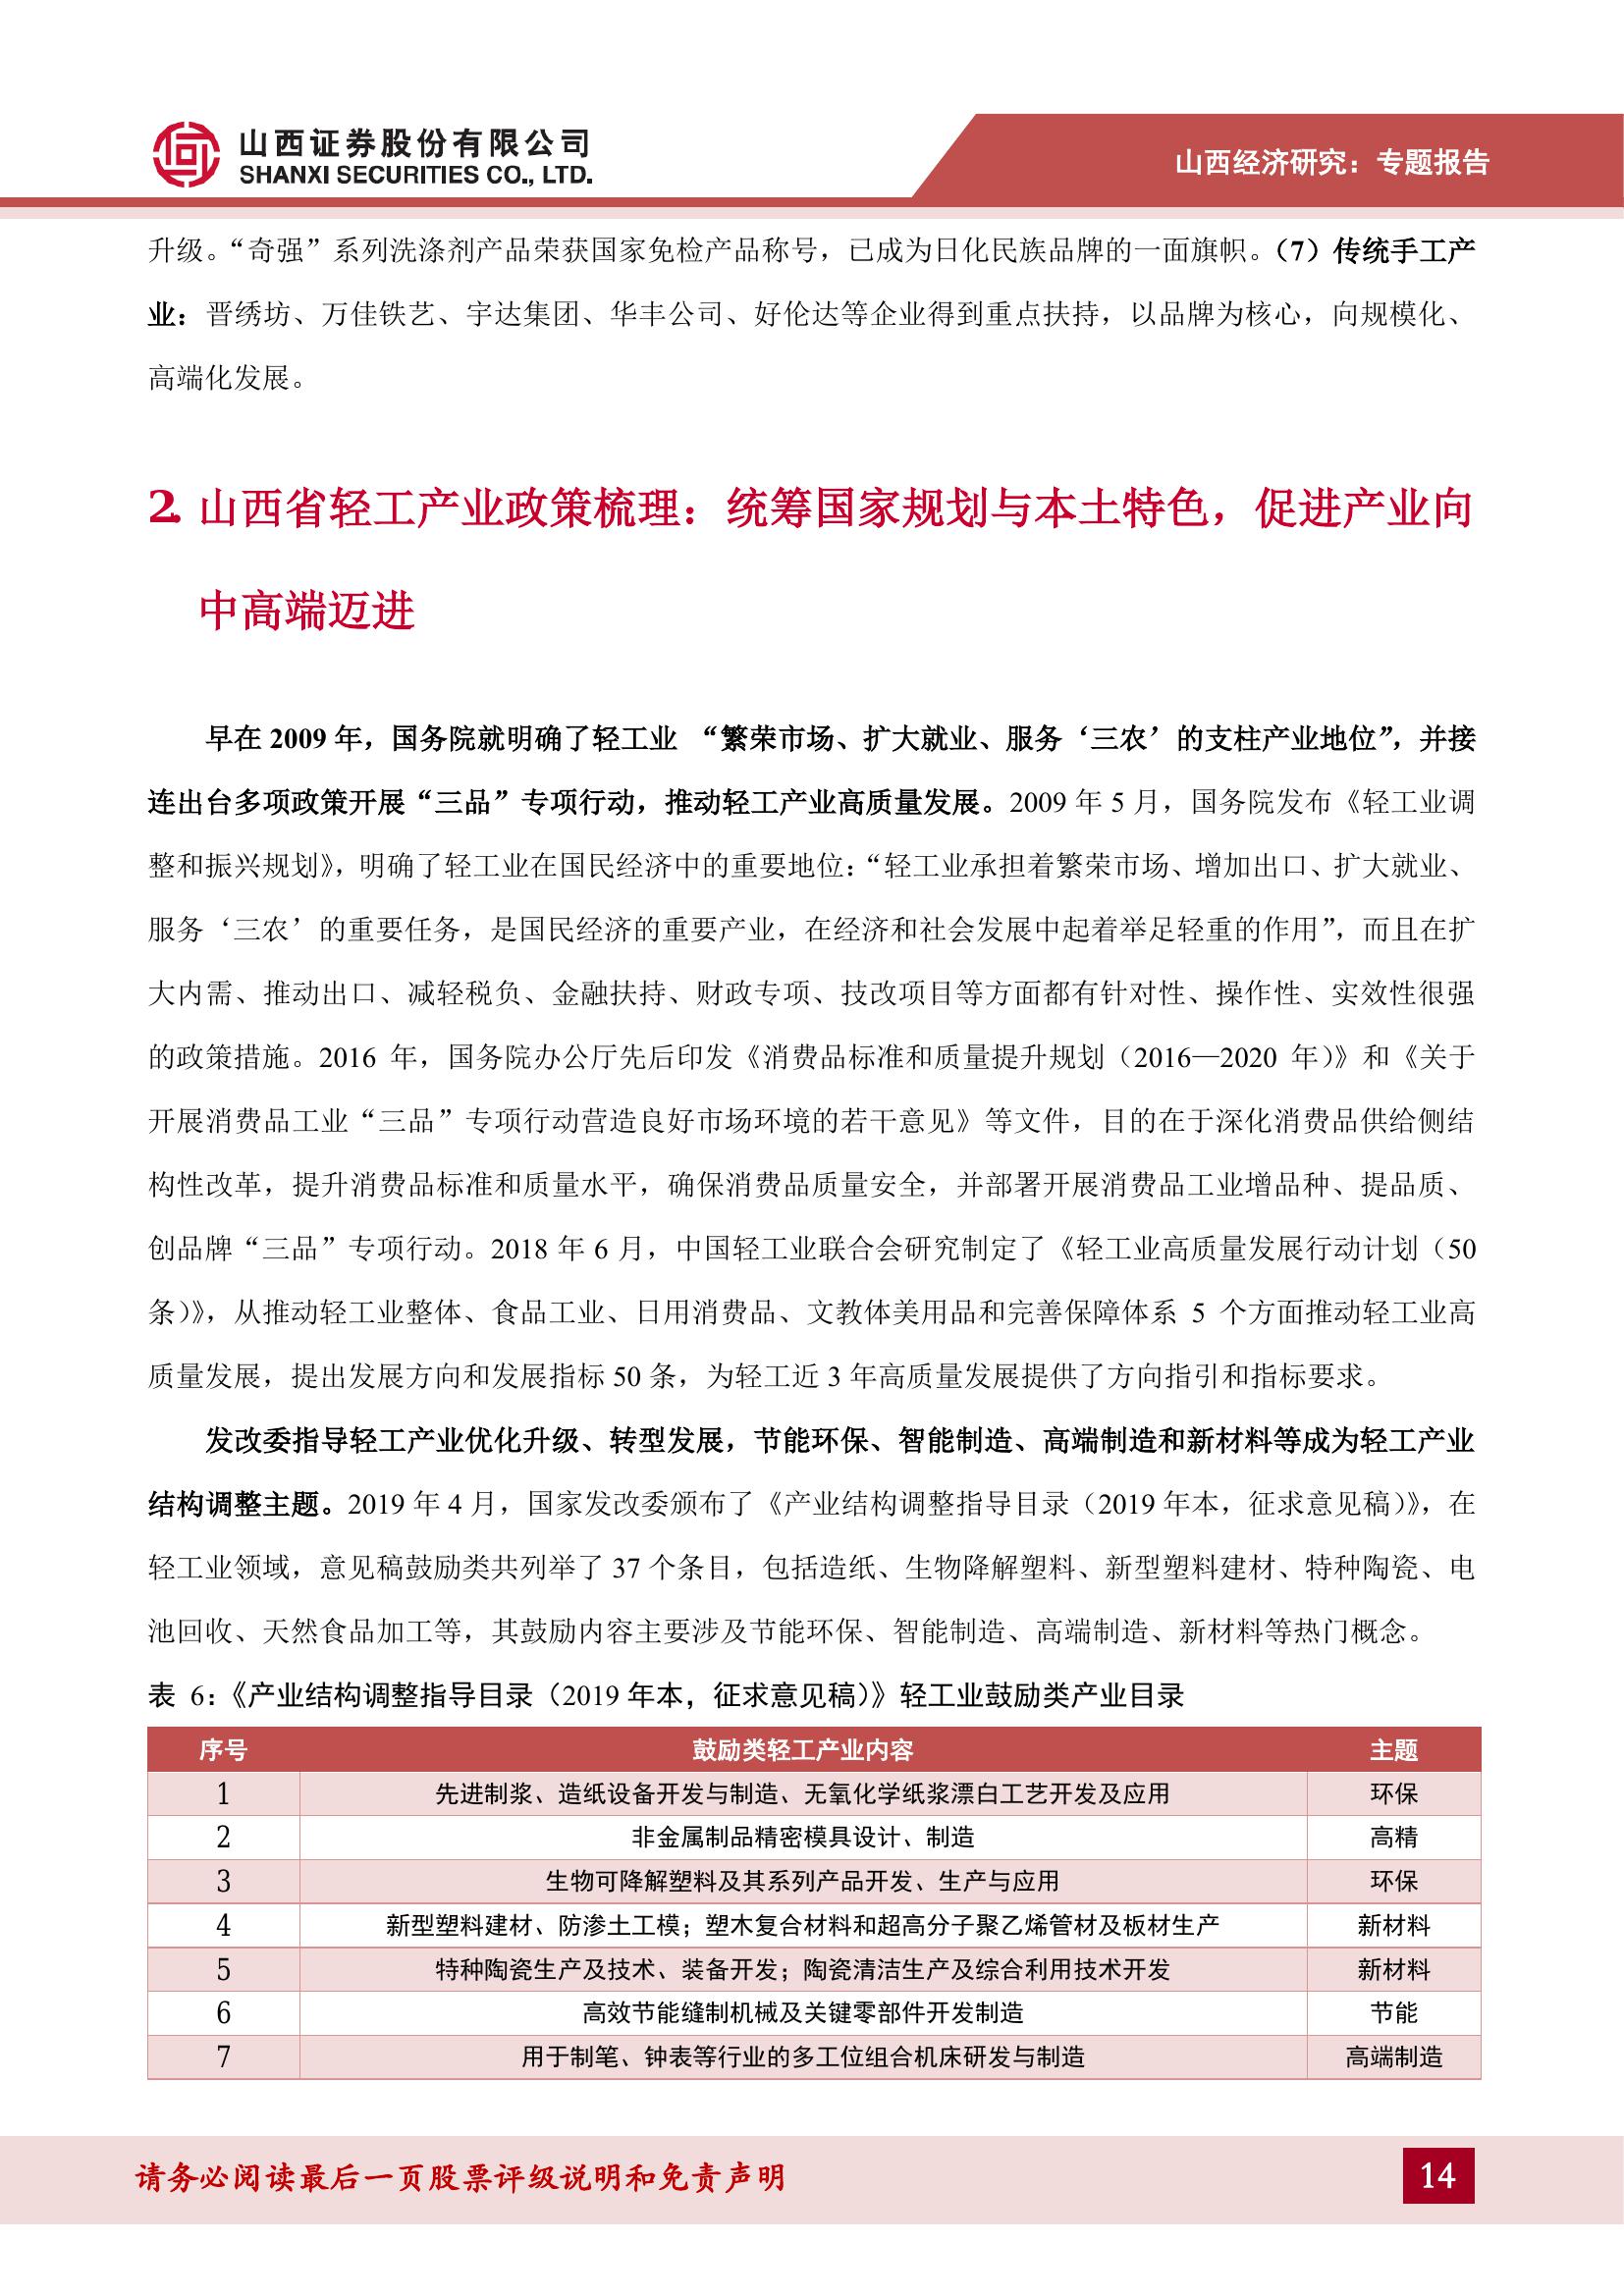 山西证券股份有限公司
SHANXI SECURITIES CO., LTD.
山西经济研究：专题报告
升级。“奇强”系列洗涤剂产品荣获国家免检产品称号，已成为日化民族品牌的一面旗帜。（7）传统手工产
业：晋绣坊、万佳铁艺、宇达集团、华丰公司、好伦达等企业得到重点扶持，以品牌为核心，向规模化、
高端化发展。
2. 山西省轻工产业政策梳理：统筹国家规划与本土特色，促进产业向
中高端迈进
早在 2009 年，国务院就明确了轻工业 “繁荣市场、扩大就业、服务‘三农’的支柱产业地位”，并接
连出台多项政策开展“三品”专项行动，推动轻工产业高质量发展。2009 年 5 月，国务院发布《轻工业调
整和振兴规划》，明确了轻工业在国民经济中的重要地位：“轻工业承担着繁荣市场、增加出口、扩大就业、
服务‘三农’的重要任务，是国民经济的重要产业，在经济和社会发展中起着举足轻重的作用”，而且在扩
大内需、推动出口、减轻税负、金融扶持、财政专项、技改项目等方面都有针对性、操作性、实效性很强
的政策措施。2016 年，国务院办公厅先后印发《消费品标准和质量提升规划（2016—2020 年）》和《关于
开展消费品工业“三品”专项行动营造良好市场环境的若干意见》等文件，目的在于深化消费品供给侧结
构性改革，提升消费品标准和质量水平，确保消费品质量安全，并部署开展消费品工业增品种、提品质、
创品牌“三品”专项行动。2018 年 6 月，中国轻工业联合会研究制定了《轻工业高质量发展行动计划（50
条）》，从推动轻工业整体、食品工业、日用消费品、文教体美用品和完善保障体系 5 个方面推动轻工业高
质量发展，提出发展方向和发展指标 50 条，为轻工近 3 年高质量发展提供了方向指引和指标要求。
发改委指导轻工产业优化升级、转型发展，节能环保、智能制造、高端制造和新材料等成为轻工产业
结构调整主题。2019 年 4 月，国家发改委颁布了《产业结构调整指导目录（2019 年本，征求意见稿）》，在
轻工业领域，意见稿鼓励类共列举了 37 个条目，包括造纸、生物降解塑料、新型塑料建材、特种陶瓷、电
池回收、天然食品加工等，其鼓励内容主要涉及节能环保、智能制造、高端制造、新材料等热门概念。
表 6：《产业结构调整指导目录（2019 年本，征求意见稿）》轻工业鼓励类产业目录
序号 鼓励类轻工产业内容 主题
1 先进制浆、造纸设备开发与制造、无氧化学纸浆漂白工艺开发及应用 环保
2 非金属制品精密模具设计、制造 高精
3 生物可降解塑料及其系列产品开发、生产与应用 环保
4 新型塑料建材、防渗土工模；塑木复合材料和超高分子聚乙烯管材及板材生产 新材料
5 特种陶瓷生产及技术、装备开发；陶瓷清洁生产及综合利用技术开发 新材料
6 高效节能缝制机械及关键零部件开发制造 节能
7 用于制笔、钟表等行业的多工位组合机床研发与制造 高端制造
请务必阅读最后一页股票评级说明和免责声明
14